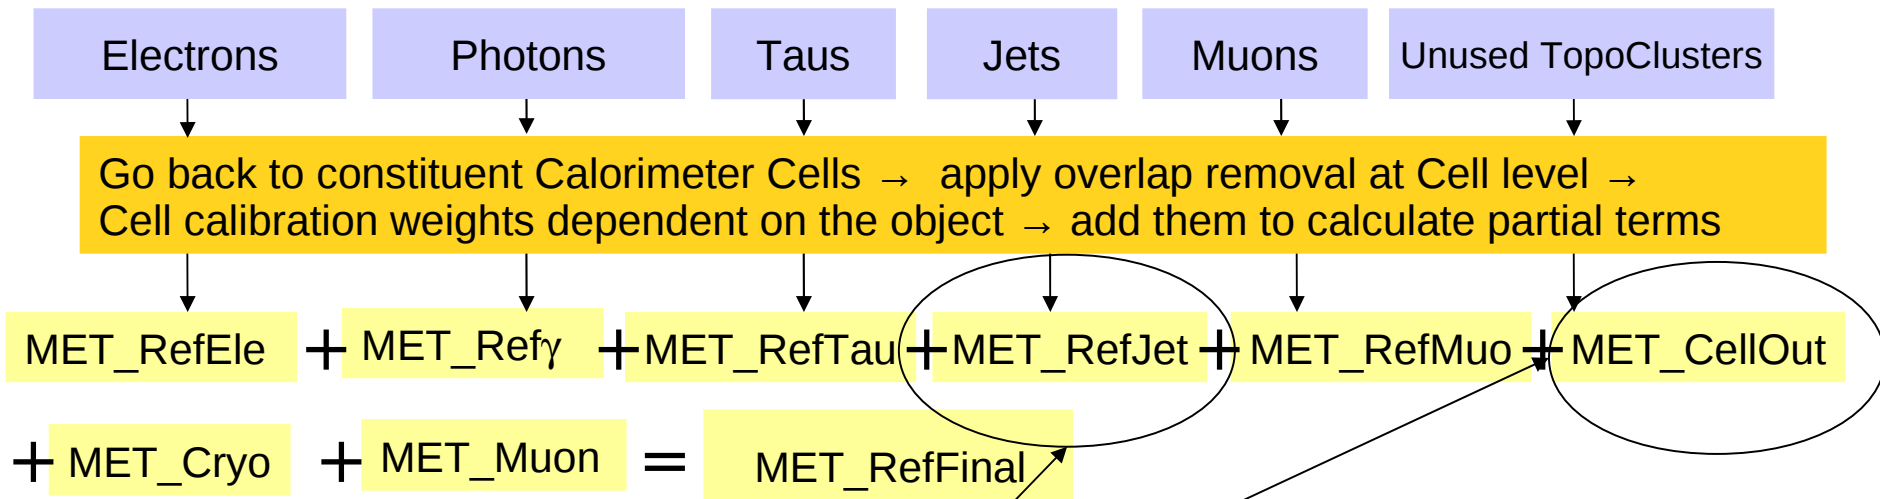 Electrons Photons Taus Jets Muons Unused TopoClusters
Go back to constituent Calorimeter Cells → apply overlap removal at Cell level →
Cell calibration weights dependent on the object → add them to calculate partial terms
MET_RefEle + MET_Refγ + MET_RefTau + MET_RefJet + MET_RefMuo + MET_CellOut
+ MET_Cryo + MET_Muon = MET_RefFinal